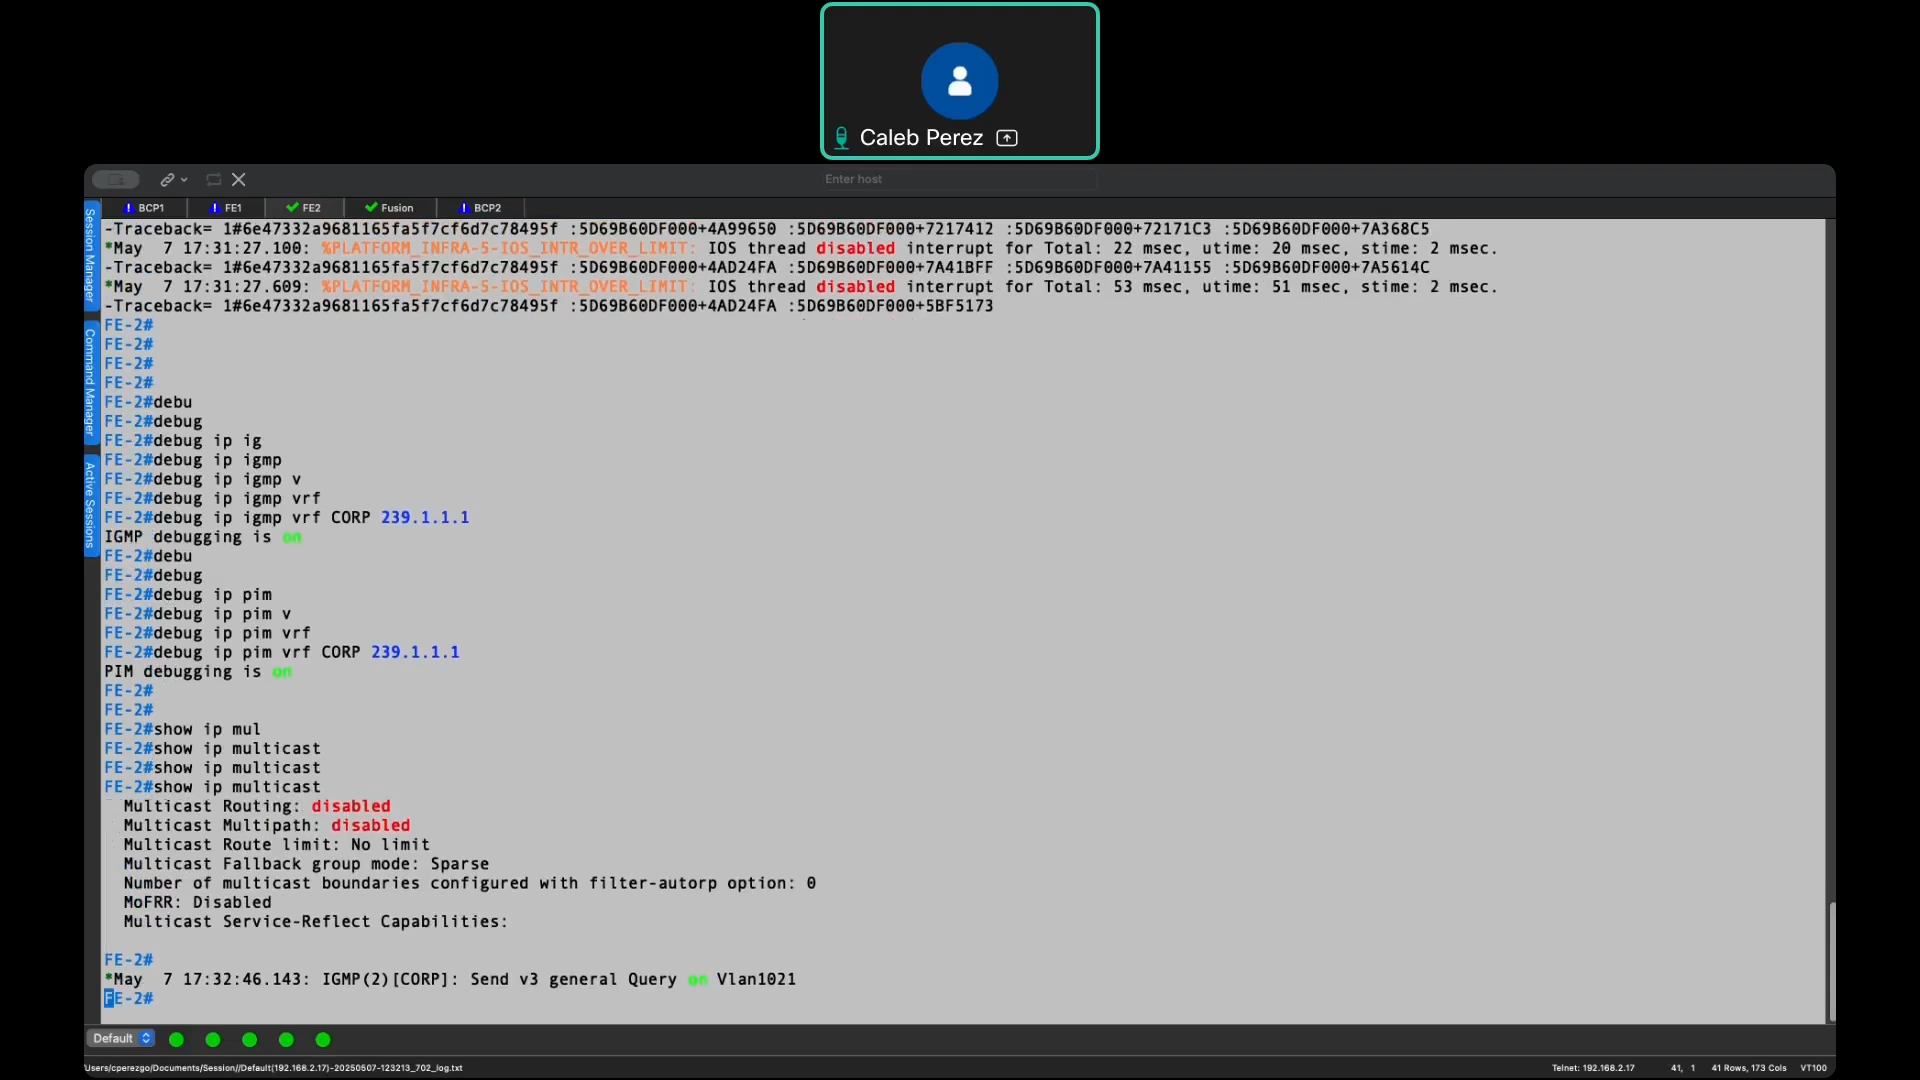 Caleb Perez
Enter host
BCP1
FE1
FE2
Fusion
BCP2
Session Manager
Command Manager
Active Sessions
-Traceback= 1#6e47332a9681165fa5f7cf6d7c78495f :5D69B60DF000+4A99650 :5D69B60DF000+7217412 :5D69B60DF000+72171C3 :5D69B60DF000+7A368C5
*May  7 17:31:27.100: %PLATFORM_INFRA-5-IOS_INTR_OVER_LIMIT: IOS thread disabled interrupt for Total: 22 msec, utime: 20 msec, stime: 2 msec.
-Traceback= 1#6e47332a9681165fa5f7cf6d7c78495f :5D69B60DF000+4AD24FA :5D69B60DF000+7A41BFF :5D69B60DF000+7A41155 :5D69B60DF000+7A5614C
*May  7 17:31:27.609: %PLATFORM_INFRA-5-IOS_INTR_OVER_LIMIT: IOS thread disabled interrupt for Total: 53 msec, utime: 51 msec, stime: 2 msec.
-Traceback= 1#6e47332a9681165fa5f7cf6d7c78495f :5D69B60DF000+4AD24FA :5D69B60DF000+5BF5173
FE-2#
FE-2#
FE-2#
FE-2#
FE-2#debu
FE-2#debug
FE-2#debug ip ig
FE-2#debug ip igmp
FE-2#debug ip igmp v
FE-2#debug ip igmp vrf
FE-2#debug ip igmp vrf CORP 239.1.1.1
IGMP debugging is on
FE-2#debu
FE-2#debug
FE-2#debug ip pim
FE-2#debug ip pim v
FE-2#debug ip pim vrf
FE-2#debug ip pim vrf CORP 239.1.1.1
PIM debugging is on
FE-2#
FE-2#
FE-2#show ip mul
FE-2#show ip multicast
FE-2#show ip multicast
FE-2#show ip multicast
Multicast Routing: disabled
Multicast Multipath: disabled
Multicast Route limit: No limit
Multicast Fallback group mode: Sparse
Number of multicast boundaries configured with filter-autorp option: 0
MoFRR: Disabled
Multicast Service-Reflect Capabilities:
FE-2#
*May  7 17:32:46.143: IGMP(2)[CORP]: Send v3 general Query on Vlan1021
FE-2#
Default
/Users/cperezgo/Documents/Session//Default(192.168.2.17)-20250507-123213_702_log.txt
Telnet: 192.168.2.17
41, 1
41 Rows, 173 Cols
VT100